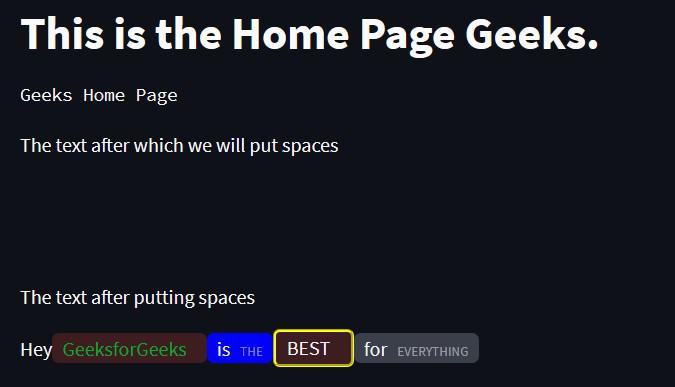 This is the Home Page Geeks.
Geeks Home Page
The text after which we will put spaces
The text after putting spaces
Hey GeeksforGeeks is THE BEST for EVERYTHING